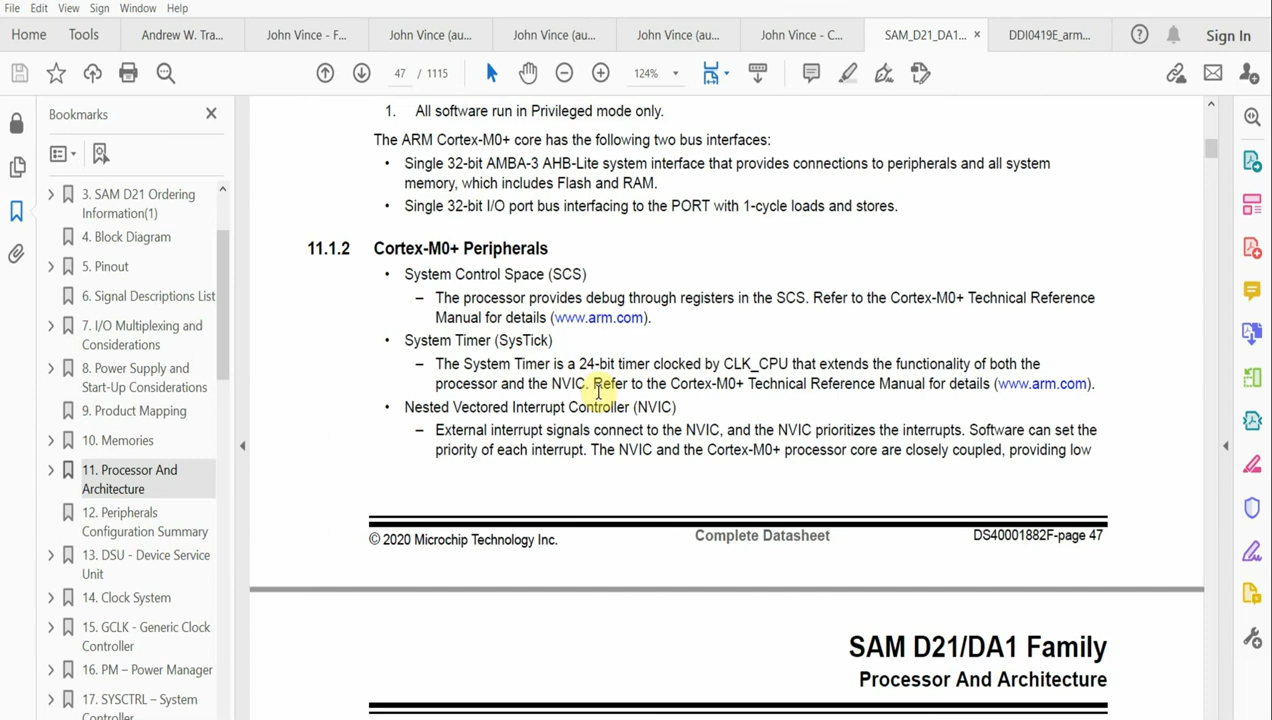 File Edit View Sign Window Help
Home Tools Andrew W. Tra... John Vince - F... John Vince (au... John Vince (au... John Vince (au... John Vince - C... SAM_D21_DA1... × DDI0419E_arm... Sign In
47 / 1115 124%
Bookmarks
3. SAM D21 Ordering
Information(1)
4. Block Diagram
5. Pinout
6. Signal Descriptions List
7. I/O Multiplexing and
Considerations
8. Power Supply and
Start-Up Considerations
9. Product Mapping
10. Memories
11. Processor And
Architecture
12. Peripherals
Configuration Summary
13. DSU - Device Service
Unit
14. Clock System
15. GCLK - Generic Clock
Controller
16. PM – Power Manager
17. SYSCTRL – System
Controller
1. All software run in Privileged mode only.
The ARM Cortex-M0+ core has the following two bus interfaces:
• Single 32-bit AMBA-3 AHB-Lite system interface that provides connections to peripherals and all system
memory, which includes Flash and RAM.
• Single 32-bit I/O port bus interfacing to the PORT with 1-cycle loads and stores.
11.1.2 Cortex-M0+ Peripherals
• System Control Space (SCS)
– The processor provides debug through registers in the SCS. Refer to the Cortex-M0+ Technical Reference
Manual for details (www.arm.com).
• System Timer (SysTick)
– The System Timer is a 24-bit timer clocked by CLK_CPU that extends the functionality of both the
processor and the NVIC. Refer to the Cortex-M0+ Technical Reference Manual for details (www.arm.com).
• Nested Vectored Interrupt Controller (NVIC)
– External interrupt signals connect to the NVIC, and the NVIC prioritizes the interrupts. Software can set the
priority of each interrupt. The NVIC and the Cortex-M0+ processor core are closely coupled, providing low
© 2020 Microchip Technology Inc. Complete Datasheet DS40001882F-page 47
SAM D21/DA1 Family
Processor And Architecture